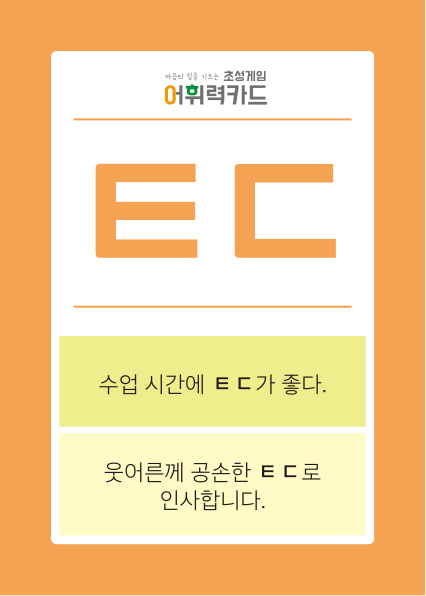 마음의 힘을 기르는 초성게임
어휘력카드
ㅌ ㄷ
수업 시간에 ㅌ ㄷ가 좋다.
웃어른께 공손한 ㅌ ㄷ로
인사합니다.